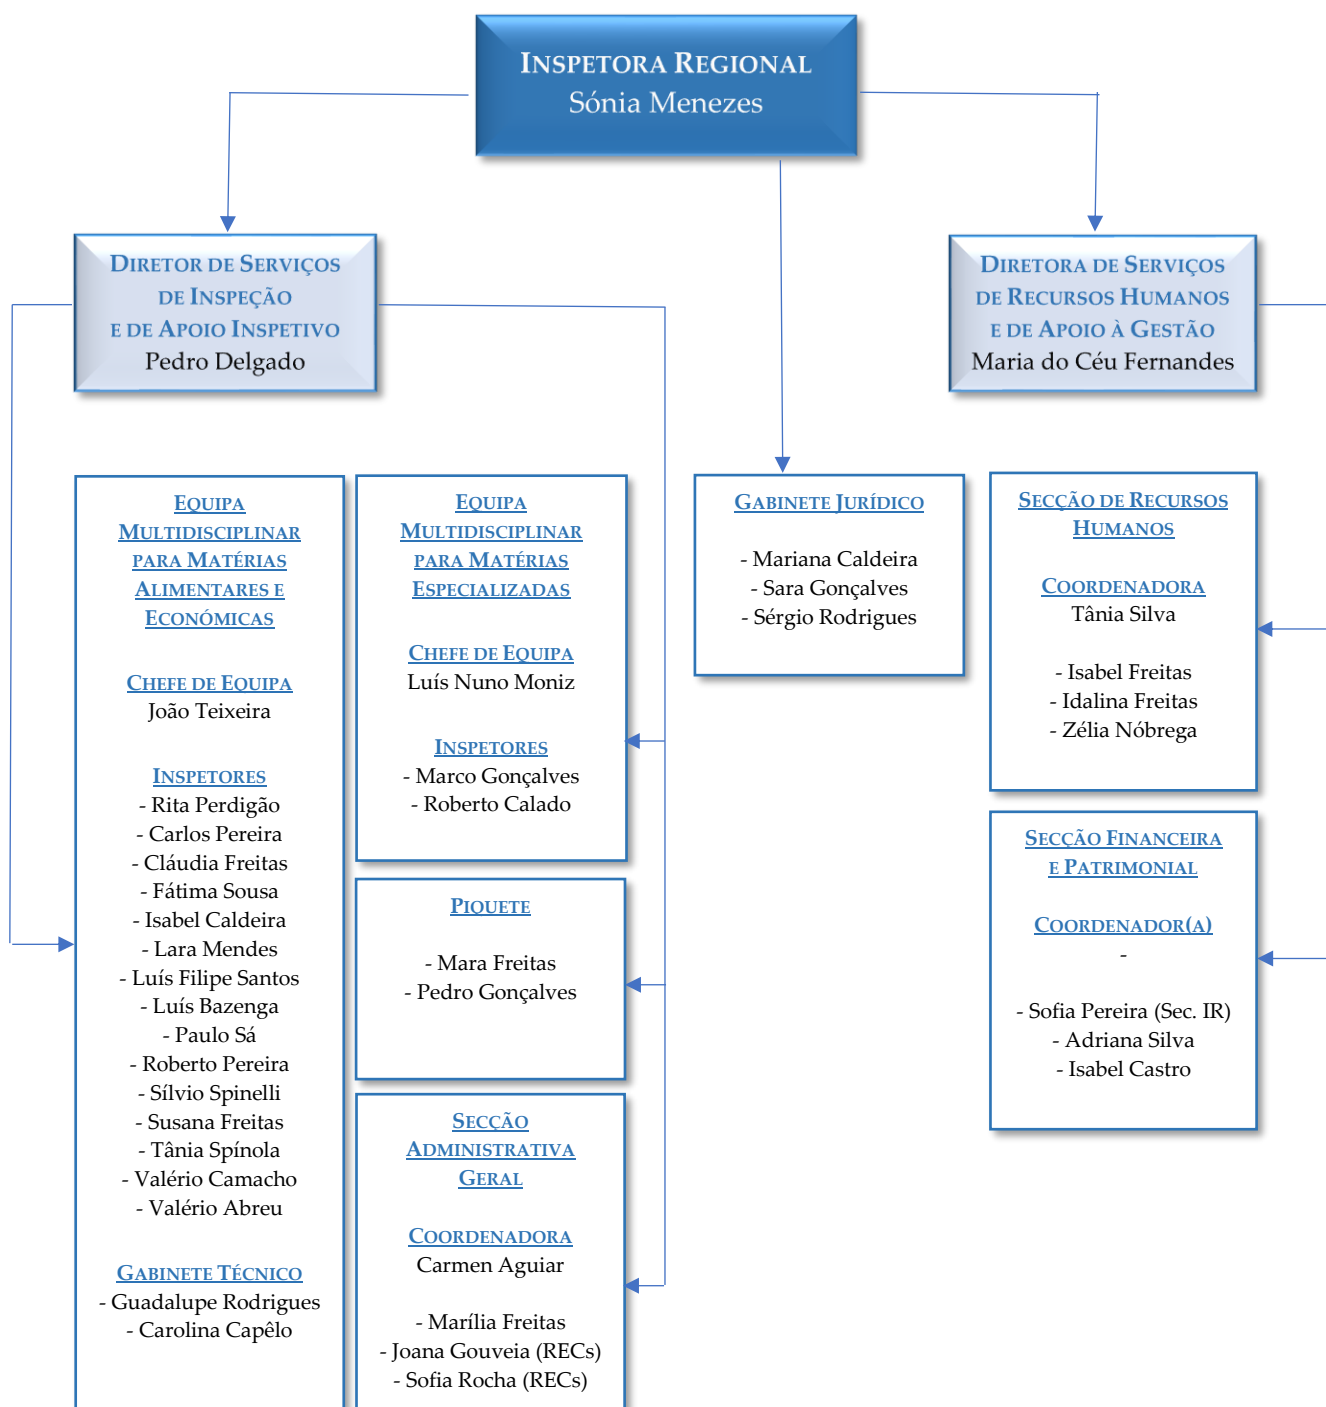 INSPETORA REGIONAL
Sónia Menezes
DIRETOR DE SERVIÇOS
DE INSPEÇÃO
E DE APOIO INSPETIVO
Pedro Delgado
DIRETORA DE SERVIÇOS
DE RECURSOS HUMANOS
E DE APOIO À GESTÃO
Maria do Céu Fernandes
EQUIPA
MULTIDISCIPLINAR
PARA MATÉRIAS
ALIMENTARES E
ECONÓMICAS
CHEFE DE EQUIPA
João Teixeira
INSPETORES
- Rita Perdigão
- Carlos Pereira
- Cláudia Freitas
- Fátima Sousa
- Isabel Caldeira
- Lara Mendes
- Luís Filipe Santos
- Luís Bazenga
- Paulo Sá
- Roberto Pereira
- Sílvio Spinelli
- Susana Freitas
- Tânia Spínola
- Valério Camacho
- Valério Abreu
GABINETE TÉCNICO
- Guadalupe Rodrigues
- Carolina Capêlo
EQUIPA
MULTIDISCIPLINAR
PARA MATÉRIAS
ESPECIALIZADAS
CHEFE DE EQUIPA
Luís Nuno Moniz
INSPETORES
- Marco Gonçalves
- Roberto Calado
PIQUETE
- Mara Freitas
- Pedro Gonçalves
SECÇÃO
ADMINISTRATIVA
GERAL
COORDENADORA
Carmen Aguiar
- Marília Freitas
- Joana Gouveia (RECs)
- Sofia Rocha (RECs)
GABINETE JURÍDICO
- Mariana Caldeira
- Sara Gonçalves
- Sérgio Rodrigues
SECÇÃO DE RECURSOS
HUMANOS
COORDENADORA
Tânia Silva
- Isabel Freitas
- Idalina Freitas
- Zélia Nóbrega
SECÇÃO FINANCEIRA
E PATRIMONIAL
COORDENADOR(A)
-
- Sofia Pereira (Sec. IR)
- Adriana Silva
- Isabel Castro